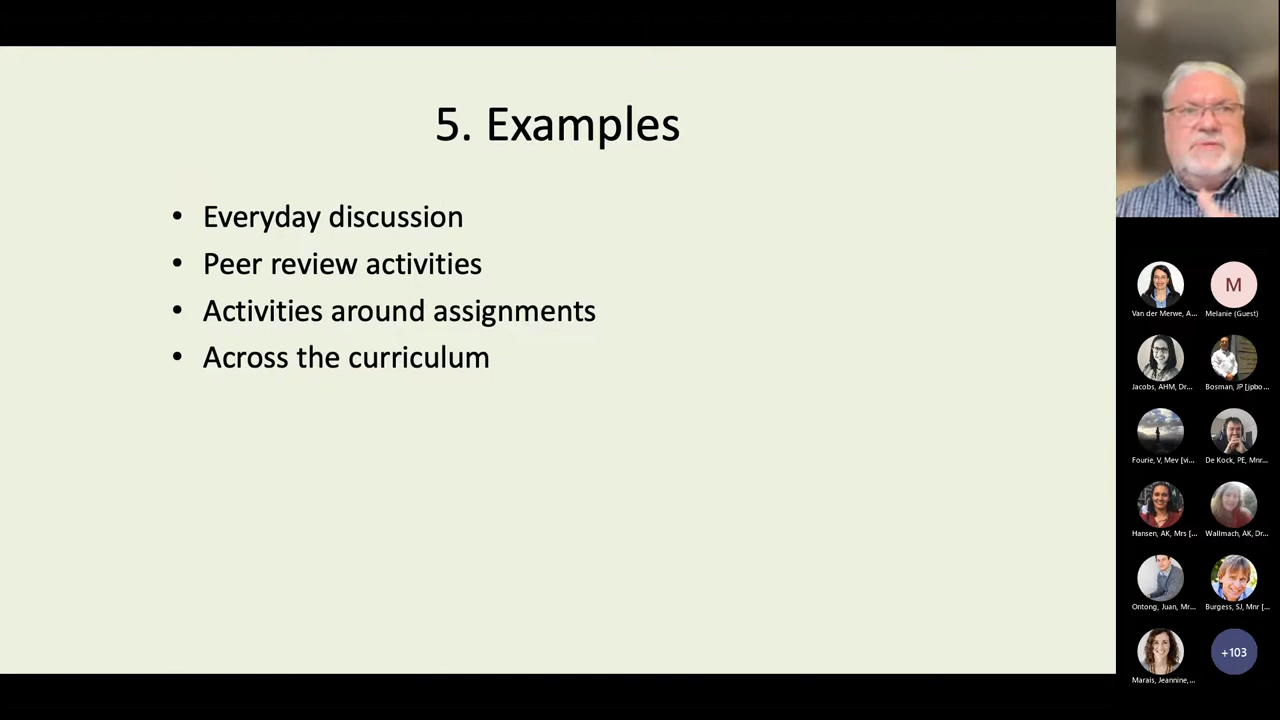 5. Examples
• Everyday discussion
• Peer review activities
• Activities around assignments
• Across the curriculum
Van der Merwe, A...
M
Melanie (Guest)
Jacobs, AHM, Dr...
Bosman, JP [jpbo...
Fourie, V, Mev [vi...
De Kock, PE, Mnr...
Hansen, AK, Mrs [...
Wallmach, AK, Dr...
Ontong, Juan, Mr...
Burgess, SJ, Mnr [...
Marais, Jeannine,...
+103